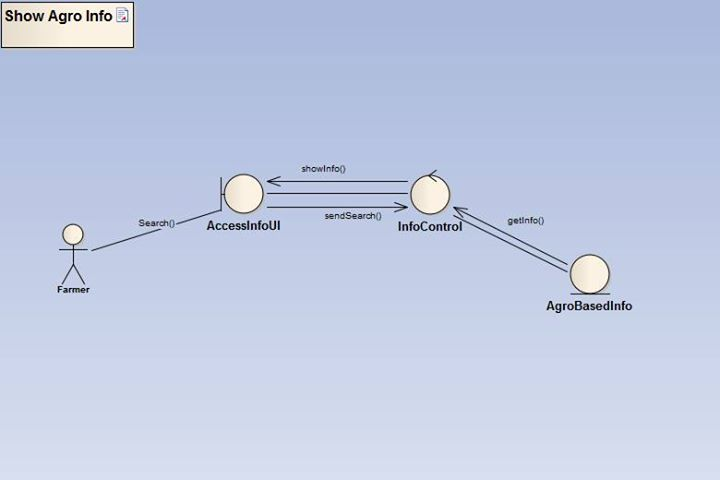 Show Agro Info
showInfo()
sendSearch()
Search()
AccessInfoUI
InfoControl
getInfo()
Farmer
AgroBasedInfo